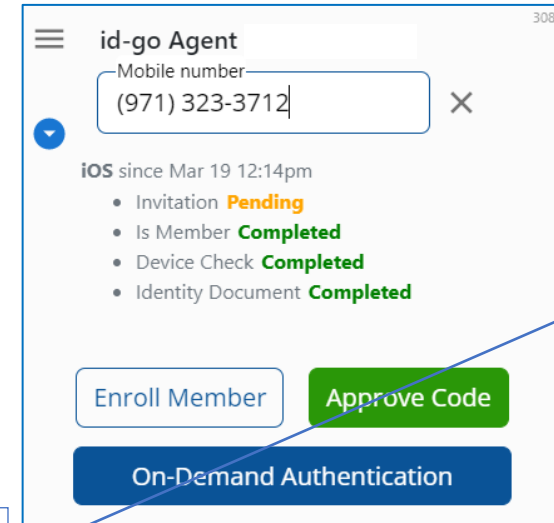 308
id-go Agent
Mobile number
(971) 323-3712
iOS since Mar 19 12:14pm
• Invitation Pending
• Is Member Completed
• Device Check Completed
• Identity Document Completed
Enroll Member
Approve Code
On-Demand Authentication